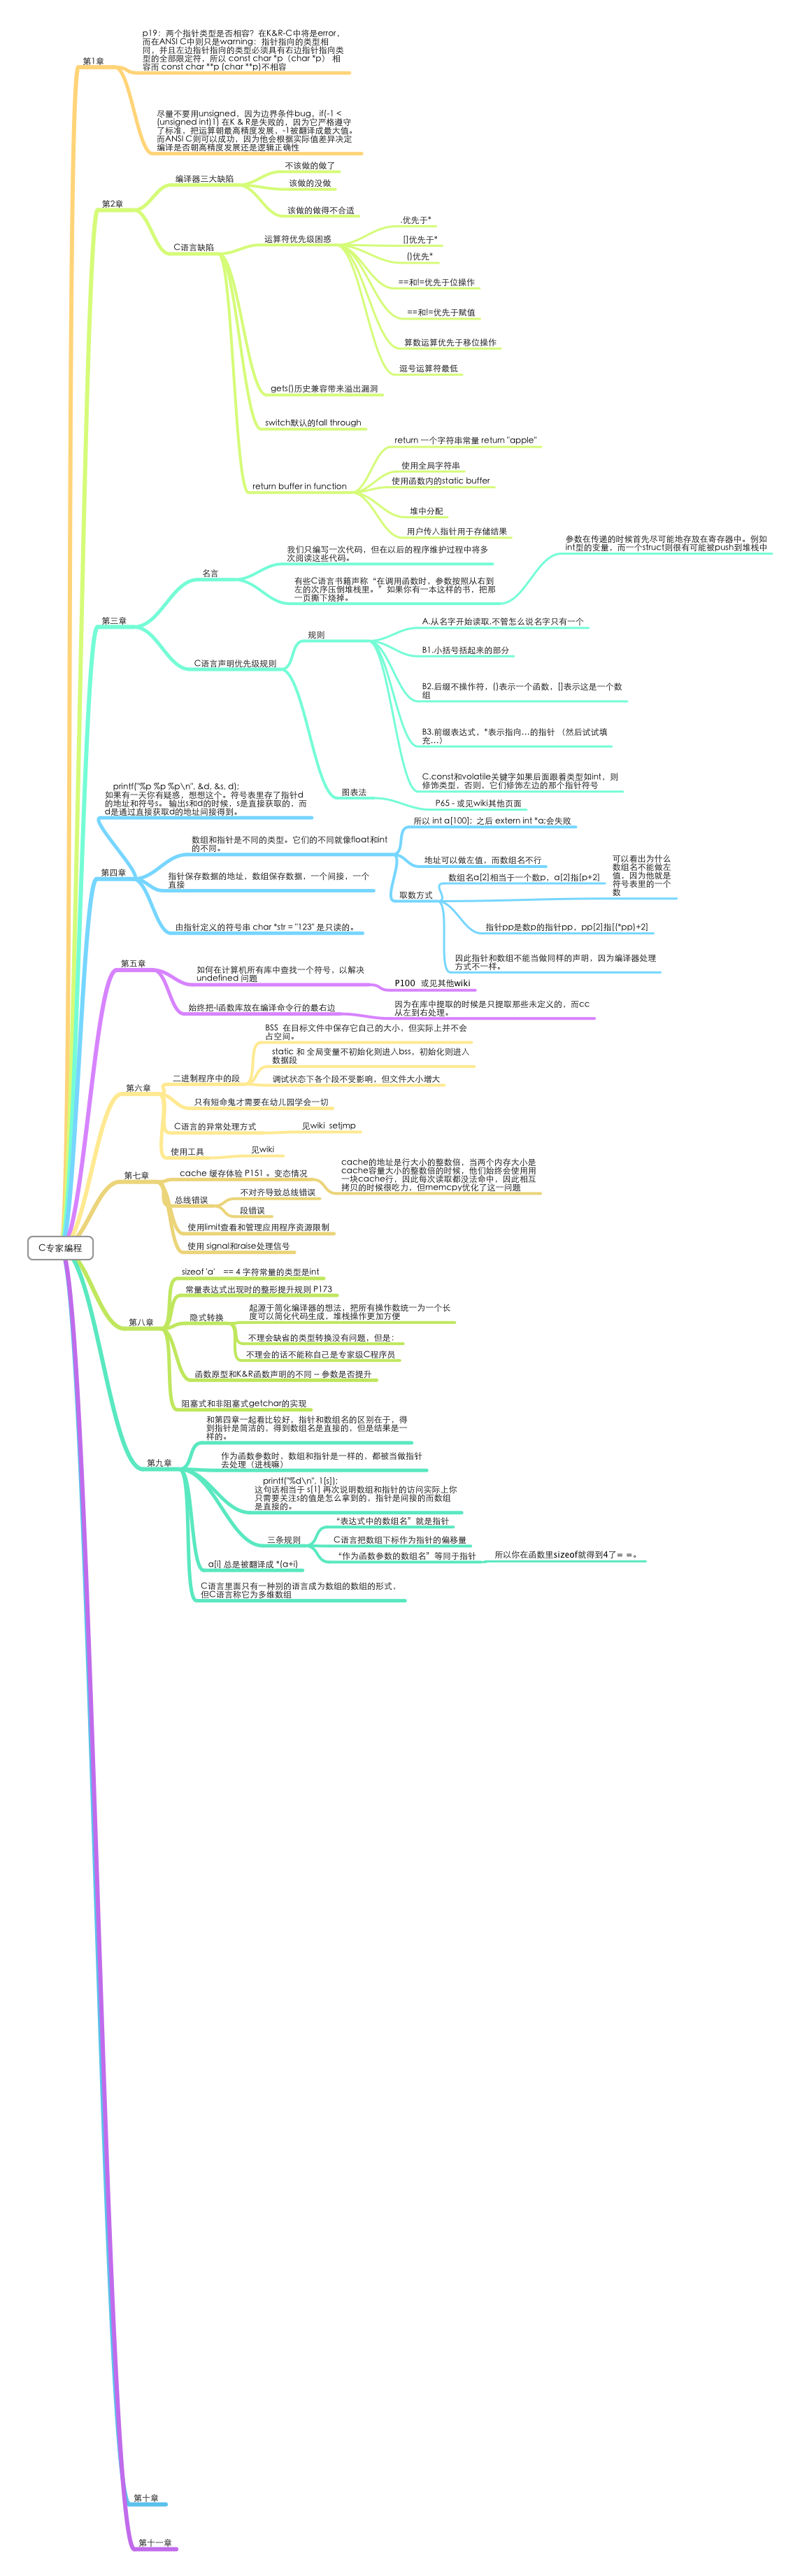 C专家编程
第1章
p19：两个指针类型是否相容？在K&R-C中将是error，
而在ANSI C中则只是warning：指针指向的类型相
同，并且左边指针指向的类型必须具有右边指针指向类
型的全部限定符，所以 const char *p（char *p） 相
容而 const char **p (char **p)不相容
尽量不要用unsigned，因为边界条件bug，if(-1 <
(unsigned int)1) 在K & R是失败的，因为它严格遵守
了标准，把运算朝最高精度发展，-1被翻译成最大值。
而ANSI C则可以成功，因为他会根据实际值差异决定
编译是否朝高精度发展还是逻辑正确性
第2章
编译器三大缺陷
不该做的做了
该做的没做
该做的做得不合适
C语言缺陷
运算符优先级困惑
.优先于*
[]优先于*
()优先*
==和!=优先于位操作
==和!=优先于赋值
算数运算优先于移位操作
逗号运算符最低
gets()历史兼容带来溢出漏洞
switch默认的fall through
return buffer in function
return 一个字符串常量 return "apple"
使用全局字符串
使用函数内的static buffer
堆中分配
用户传入指针用于存储结果
第三章
名言
我们只编写一次代码，但在以后的程序维护过程中将多
次阅读这些代码。
有些C语言书籍声称“在调用函数时，参数按照从右到
左的次序压倒堆栈里。”如果你有一本这样的书，把那
一页撕下烧掉。
参数在传递的时候首先尽可能地存放在寄存器中。例如
int型的变量，而一个struct则很有可能被push到堆栈中
C语言声明优先级规则
规则
A.从名字开始读取,不管怎么说名字只有一个
B1.小括号括起来的部分
B2.后缀不操作符，()表示一个函数，[]表示这是一个数
组
B3.前缀表达式，*表示指向...的指针 （然后试试填
充...）
C.const和volatile关键字如果后面跟着类型如int，则
修饰类型，否则，它们修饰左边的那个指针符号
图表法
P65 - 或见wiki其他页面
第四章
printf("%p %p %p\n", &d, &s, d);
如果有一天你有疑惑，想想这个。符号表里存了指针d
的地址和符号s。 输出s和d的时候，s是直接获取的，而
d是通过直接获取d的地址间接得到。
数组和指针是不同的类型。它们的不同就像float和int
的不同。
所以 int a[100]；之后 extern int *a;会失败
地址可以做左值，而数组名不行
取数方式
数组名a[2]相当于一个数p，a[2]指[p+2]
可以看出为什么
数组名不能做左
值，因为他就是
符号表里的一个
数
指针pp是数p的指针pp，pp[2]指[(*pp)+2]
因此指针和数组不能当做同样的声明，因为编译器处理
方式不一样。
指针保存数据的地址，数组保存数据，一个间接，一个
直接
由指针定义的符号串 char *str = "123" 是只读的。
第五章
如何在计算机所有库中查找一个符号，以解决
undefined 问题
P100 或见其他wiki
始终把-l函数库放在编译命令行的最右边
因为在库中提取的时候是只提取那些未定义的，而cc
从左到右处理。
第六章
二进制程序中的段
BSS 在目标文件中保存它自己的大小，但实际上并不会
占空间。
static 和 全局变量不初始化则进入bss，初始化则进入
数据段
调试状态下各个段不受影响，但文件大小增大
只有短命鬼才需要在幼儿园学会一切
C语言的异常处理方式
见wiki setjmp
使用工具
见wiki
第七章
cache 缓存体验 P151 。变态情况
cache的地址是行大小的整数倍，当两个内存大小是
cache容量大小的整数倍的时候，他们始终会使用用
一块cache行，因此每次读取都没法命中，因此相互
拷贝的时候很吃力，但memcpy优化了这一问题
总线错误
不对齐导致总线错误
段错误
使用limit查看和管理应用程序资源限制
使用 signal和raise处理信号
第八章
sizeof 'a' == 4 字符常量的类型是int
常量表达式出现时的整形提升规则 P173
隐式转换
起源于简化编译器的想法，把所有操作数统一为一个长
度可以简化代码生成，堆栈操作更加方便
不理会缺省的类型转换没有问题，但是：
不理会的话不能称自己是专家级C程序员
函数原型和K&R函数声明的不同 – 参数是否提升
阻塞式和非阻塞式getchar的实现
第九章
和第四章一起看比较好，指针和数组名的区别在于，得
到指针是简洁的，得到数组名是直接的，但是结果是一
样的。
作为函数参数时，数组和指针是一样的，都被当做指针
去处理（进栈嘛）
printf("%d\n", 1[s]);
这句话相当于 s[1] 再次说明数组和指针的访问实际上你
只需要关注s的值是怎么拿到的，指针是间接的而数组
是直接的。
三条规则
“表达式中的数组名”就是指针
C语言把数组下标作为指针的偏移量
“作为函数参数的数组名”等同于指针
所以你在函数里sizeof就得到4了= =。
a[i] 总是被翻译成 *(a+i)
C语言里面只有一种别的语言成为数组的数组的形式，
但C语言称它为多维数组
第十章
第十一章